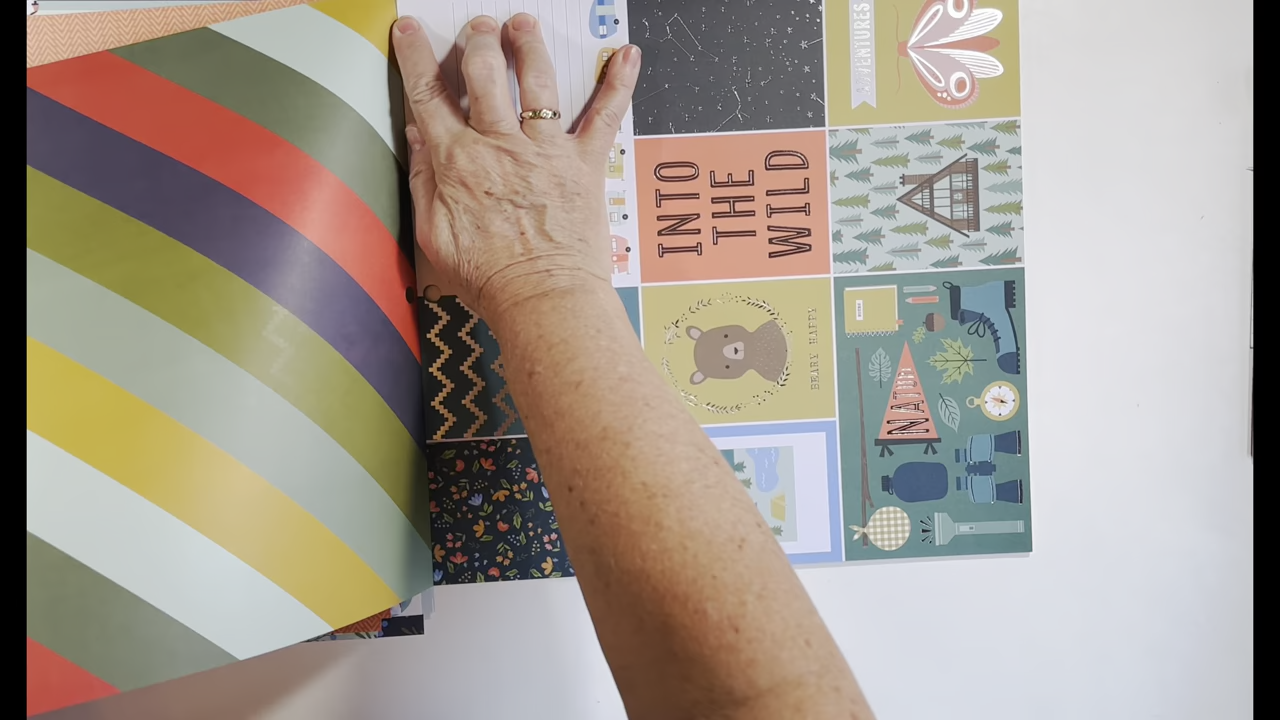 ADVENTURES
INTO
THE
WILD
BEARY HAPPY
NATURE